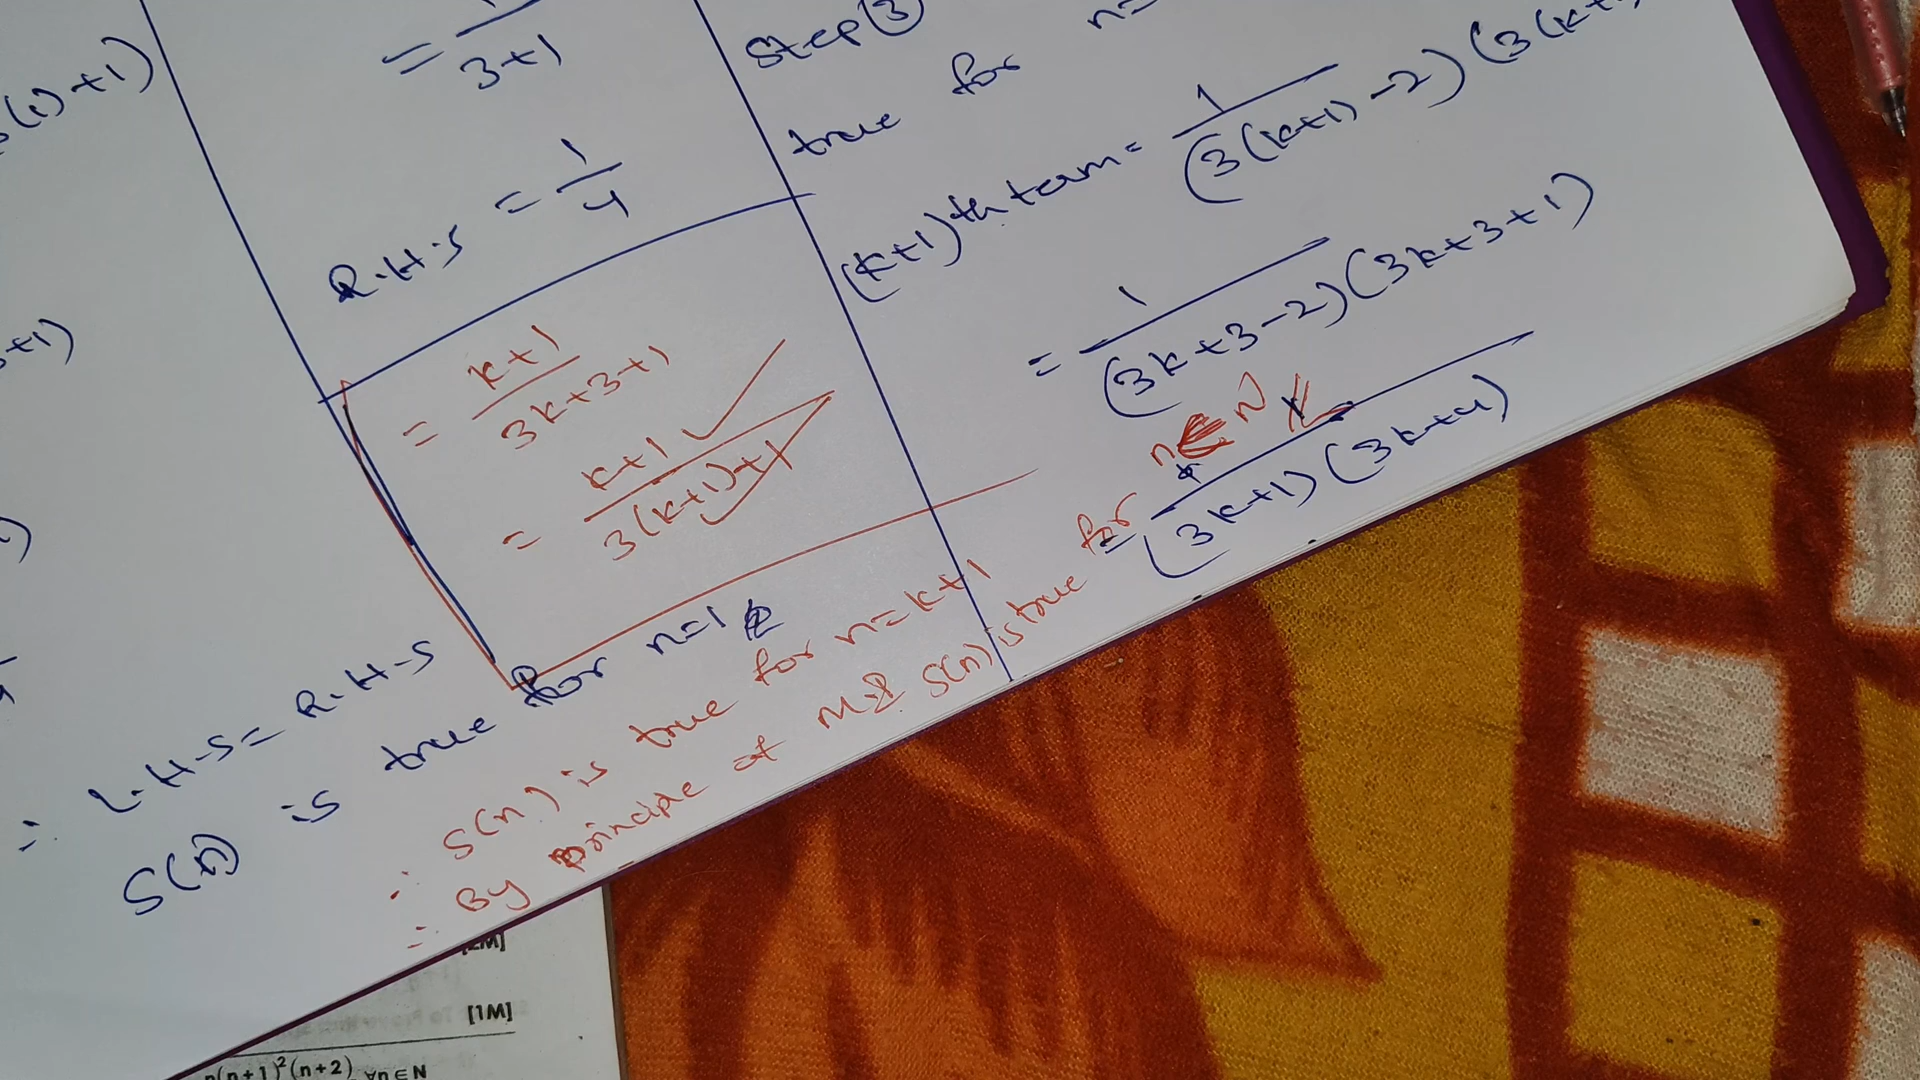 (1)+1)
+1)
)
= 1/(3+1)
R.H.S = 1/4
= (k+1)/(3k+3+1)
= (k+1)/(3(k+1)+1)
∴ L.H-S = R.H-S
S(n) is true for n=1
∴ S(n) is true for n=k+1
∴ By principle of M.I S(n) is true for n∈N
Step ③
true for n=
(k+1)th term = 1/((3(k+1)-2)(3(k+
= 1/((3k+3-2)(3k+3+1))
1/((3k+1)(3k+4))
[1M]
n(n+1)²(n+2)
∀n∈N